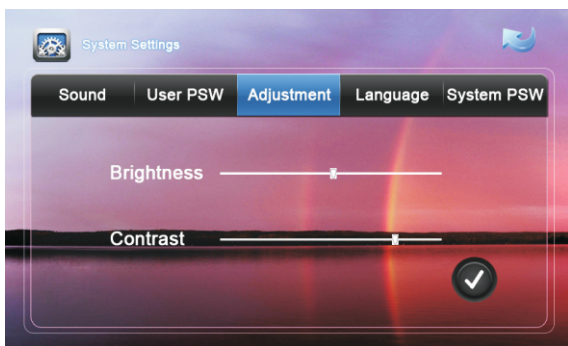 System Settings
Sound User PSW Adjustment Language System PSW
Brightness
Contrast